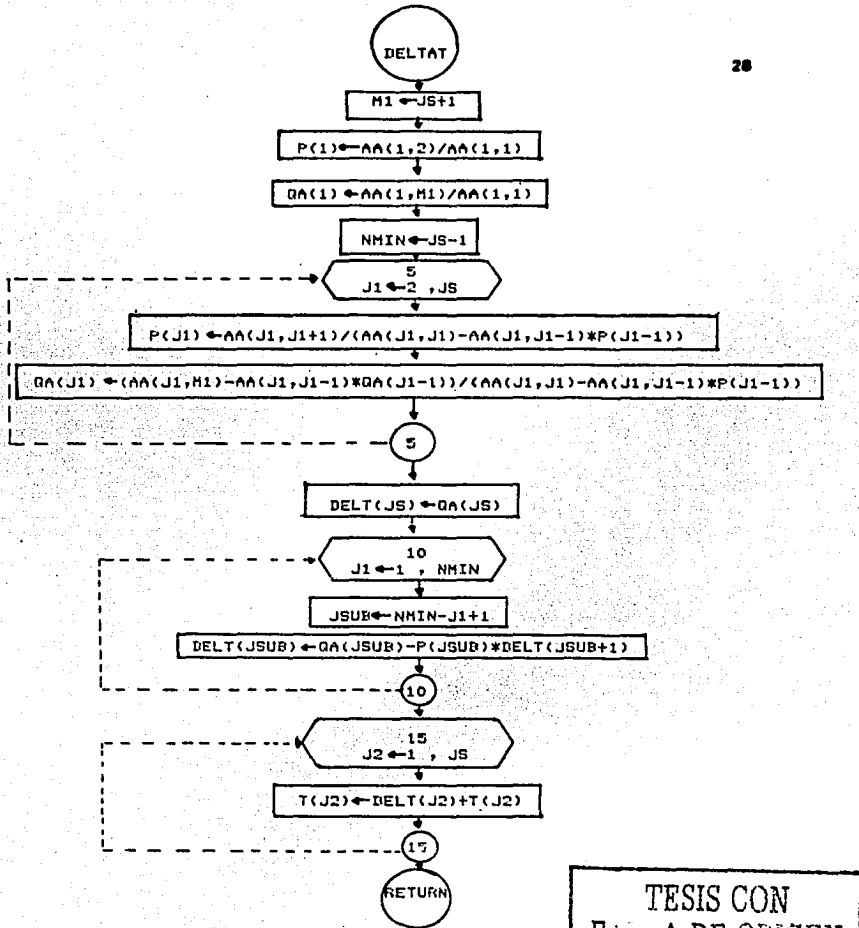 DELTAT
28
M1←JS+1
P(1)←AA(1,2)/AA(1,1)
QA(1)←AA(1,M1)/AA(1,1)
NMIN←JS-1
5
J1←2 ,JS
P(J1)←AA(J1,J1+1)/(AA(J1,J1)-AA(J1,J1-1)*P(J1-1))
QA(J1)←(AA(J1,M1)-AA(J1,J1-1)*QA(J1-1))/(AA(J1,J1)-AA(J1,J1-1)*P(J1-1))
5
DELT(JS)←QA(JS)
10
J1←1 , NMIN
JSUB←NMIN-J1+1
DELT(JSUB)←QA(JSUB)-P(JSUB)*DELT(JSUB+1)
10
15
J2←1 , JS
T(J2)←DELT(J2)+T(J2)
15
RETURN
TESIS CON